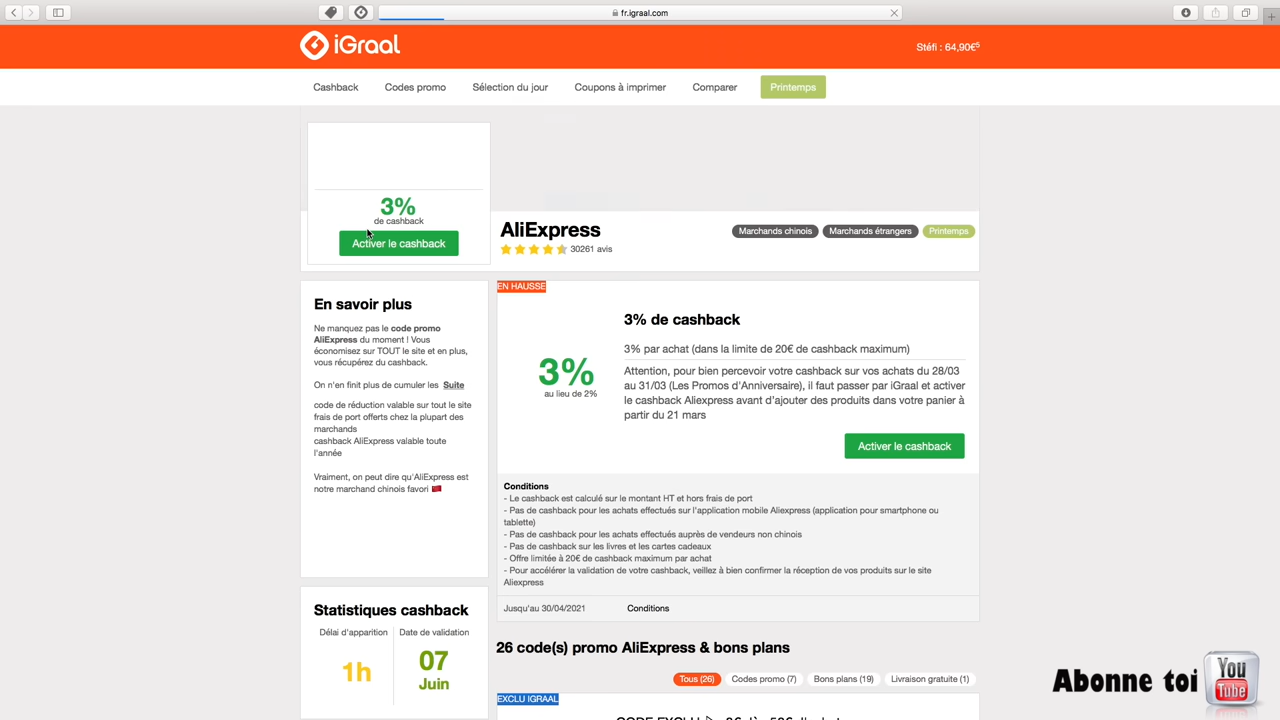 fr.igraal.com
iGraal
Stéfi : 64,90€
Cashback
Codes promo
Sélection du jour
Coupons à imprimer
Comparer
Printemps
3%
de cashback
Activer le cashback
AliExpress
30261 avis
Marchands chinois
Marchands étrangers
Printemps
En savoir plus
Ne manquez pas le code promo
AliExpress du moment ! Vous
économisez sur TOUT le site et en plus,
vous récupérez du cashback.
On n'en finit plus de cumuler les Suite
code de réduction valable sur tout le site
frais de port offerts chez la plupart des
marchands
cashback AliExpress valable toute
l'année
Vraiment, on peut dire qu'AliExpress est
notre marchand chinois favori
Statistiques cashback
Délai d'apparition
1h
Date de validation
07
Juin
EN HAUSSE
3%
au lieu de 2%
3% de cashback
3% par achat (dans la limite de 20€ de cashback maximum)
Attention, pour bien percevoir votre cashback sur vos achats du 28/03
au 31/03 (Les Promos d'Anniversaire), il faut passer par iGraal et activer
le cashback Aliexpress avant d'ajouter des produits dans votre panier à
partir du 21 mars
Activer le cashback
Conditions
- Le cashback est calculé sur le montant HT et hors frais de port
- Pas de cashback pour les achats effectués sur l'application mobile Aliexpress (application pour smartphone ou
tablette)
- Pas de cashback pour les achats effectués auprès de vendeurs non chinois
- Pas de cashback sur les livres et les cartes cadeaux
- Offre limitée à 20€ de cashback maximum par achat
- Pour accélérer la validation de votre cashback, veillez à bien confirmer la réception de vos produits sur le site
Aliexpress
Jusqu'au 30/04/2021
Conditions
26 code(s) promo AliExpress & bons plans
Tous (26)
Codes promo (7)
Bons plans (19)
Livraison gratuite (1)
EXCLU IGRAAL
Abonne toi
You
Tube